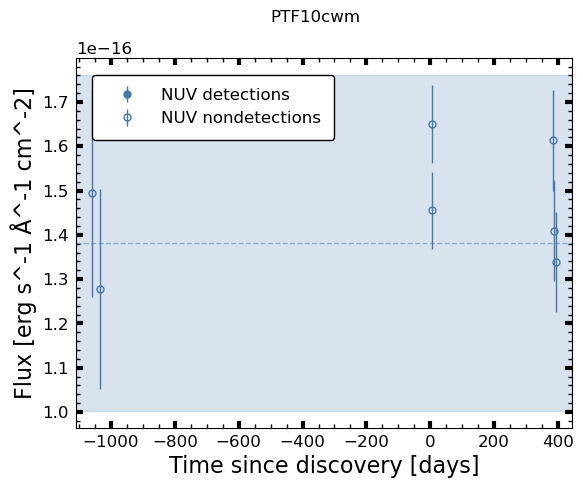 PTF10cwm
1e−16
NUV detections
NUV nondetections
Flux [erg s^-1 Å^-1 cm^-2]
1.7
1.6
1.5
1.4
1.3
1.2
1.1
1.0
−1000 −800 −600 −400 −200 0 200 400
Time since discovery [days]